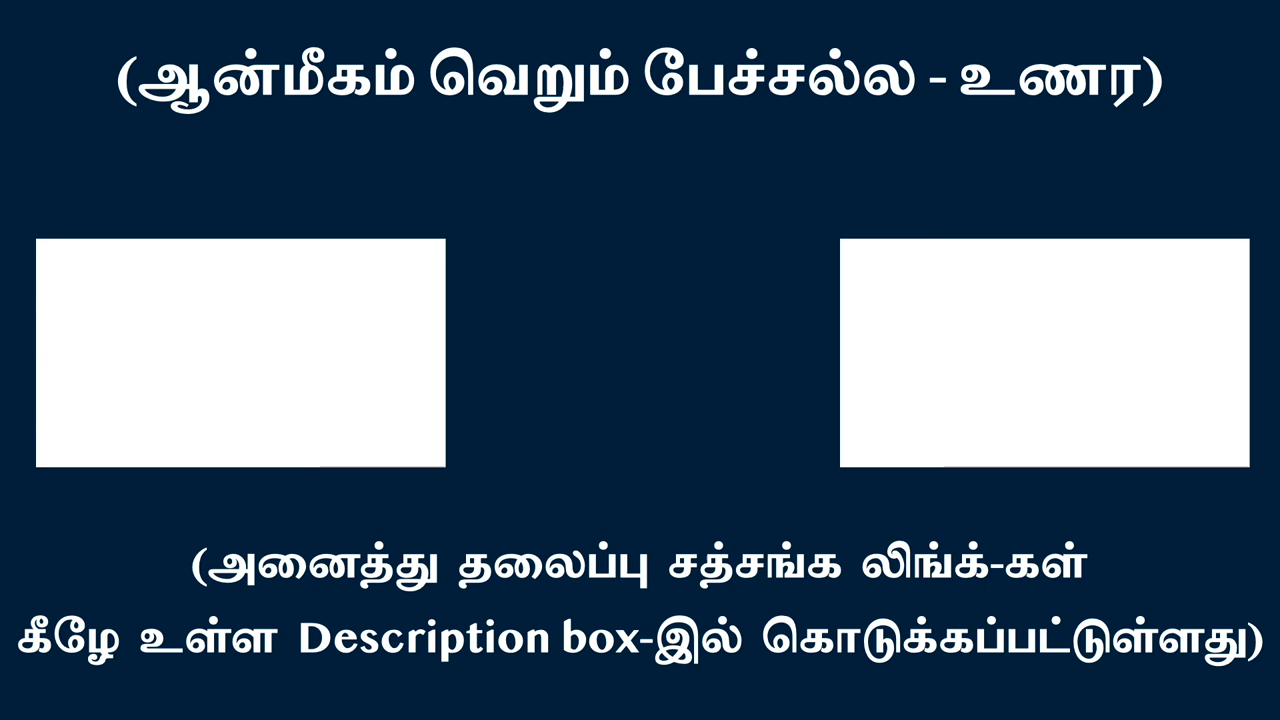 (ஆன்மீகம் வெறும் பேச்சல்ல - உணர)
(அனைத்து தலைப்பு சத்சங்க லிங்க்-கள்
கீழே உள்ள Description box-இல் கொடுக்கப்பட்டுள்ளது)